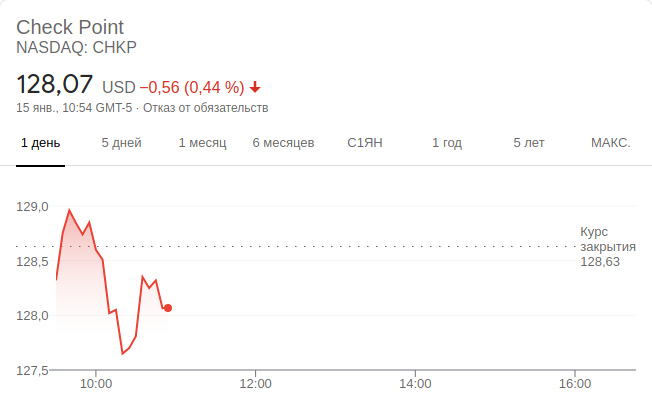 Check Point
NASDAQ: CHKP
128,07 USD −0,56 (0,44 %)
15 янв., 10:54 GMT-5 · Отказ от обязательств
1 день 5 дней 1 месяц 6 месяцев С1ЯН 1 год 5 лет МАКС.
129,0
Курс
закрытия
128,63
128,5
128,0
127,5
10:00 12:00 14:00 16:00